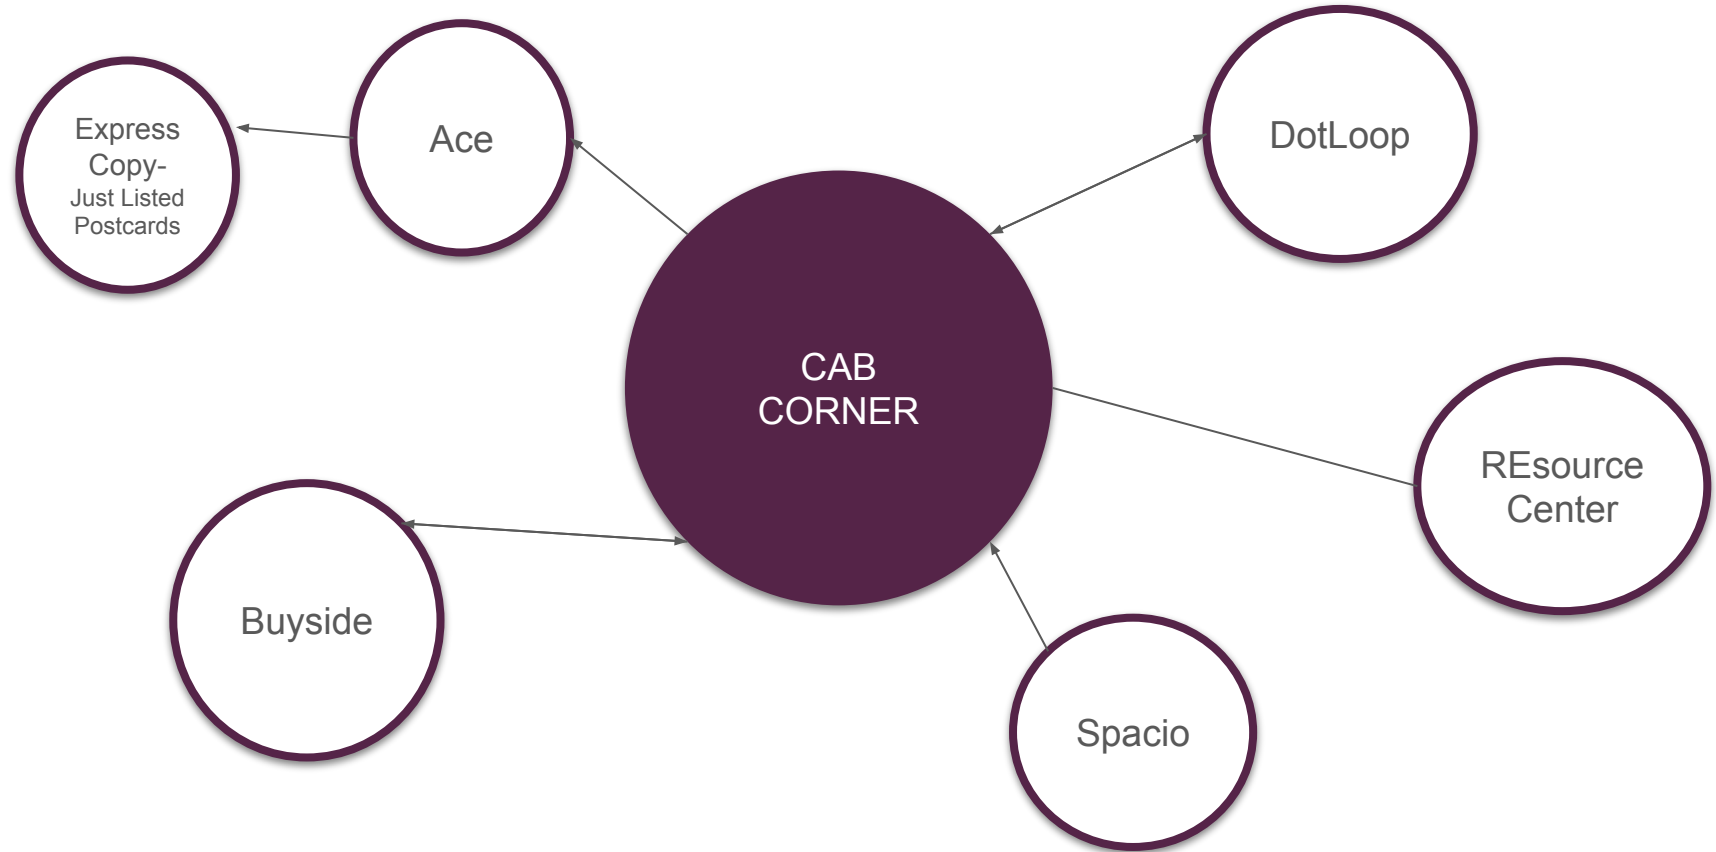 Express
Copy-
Just Listed
Postcards
Ace
DotLoop
CAB
CORNER
REsource
Center
Buyside
Spacio